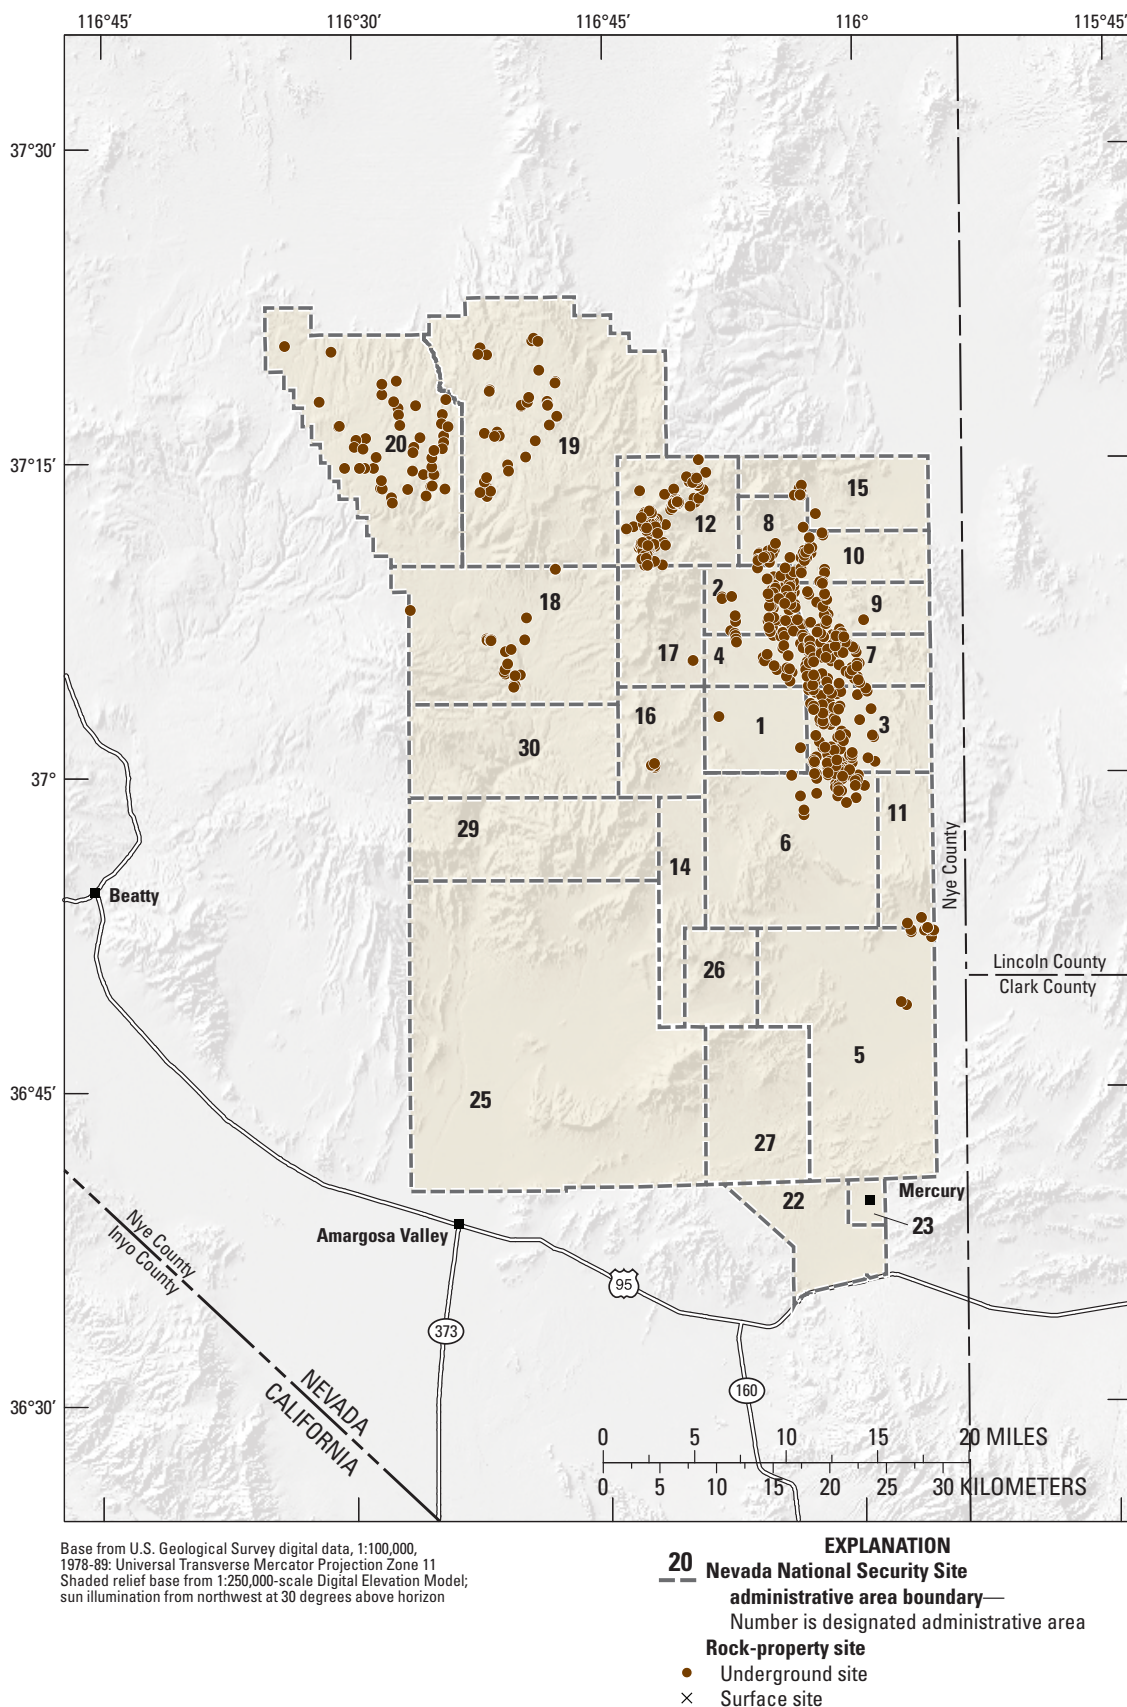 116°45′ 116°30′ 116°45′ 116° 115°45′
37°30′
37°15′
37°
36°45′
36°30′
20
19
15
12
8
10
2
9
18
17
4
7
16
1
3
30
11
29
6
14
Nye County
Beatty
26
Lincoln County
Clark County
5
25
27
22
Mercury
23
Amargosa Valley
Nye County
Inyo County
95
373
NEVADA
CALIFORNIA
160
0 5 10 15 20 MILES
0 5 10 15 20 25 30 KILOMETERS
Base from U.S. Geological Survey digital data, 1:100,000,
1978-89: Universal Transverse Mercator Projection Zone 11
Shaded relief base from 1:250,000-scale Digital Elevation Model;
sun illumination from northwest at 30 degrees above horizon
EXPLANATION
20 Nevada National Security Site
administrative area boundary—
Number is designated administrative area
Rock-property site
Underground site
Surface site